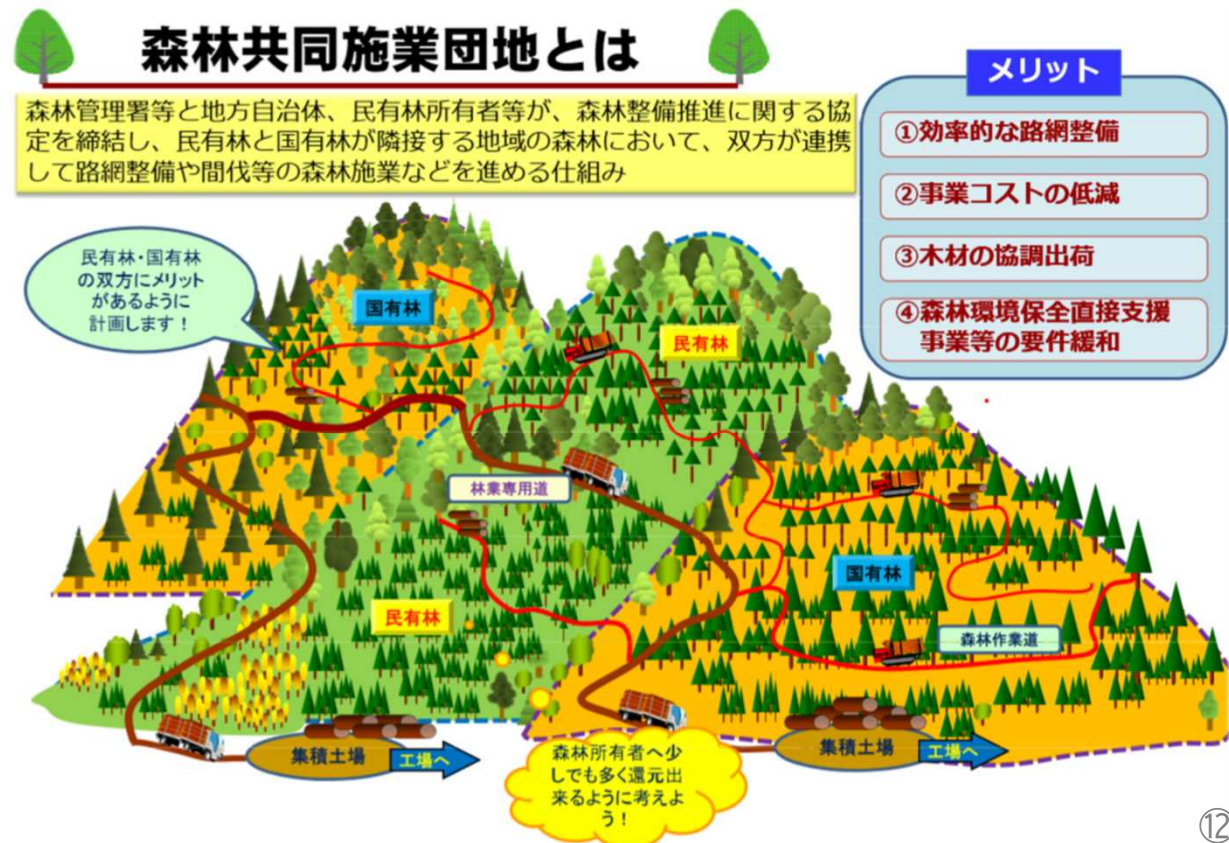 森林共同施業団地とは
森林管理署等と地方自治体、民有林所有者等が、森林整備推進に関する協
定を締結し、民有林と国有林が隣接する地域の森林において、双方が連携
して路網整備や間伐等の森林施業などを進める仕組み
メリット
①効率的な路網整備
②事業コストの低減
③木材の協調出荷
④森林環境保全直接支援
事業等の要件緩和
民有林・国有林
の双方にメリット
があるように
計画します！
国有林
民有林
林業専用道
国有林
民有林
森林作業道
集積土場
工場へ
森林所有者へ少
しでも多く還元出
来るように考えよ
う！
集積土場
工場へ
⑫